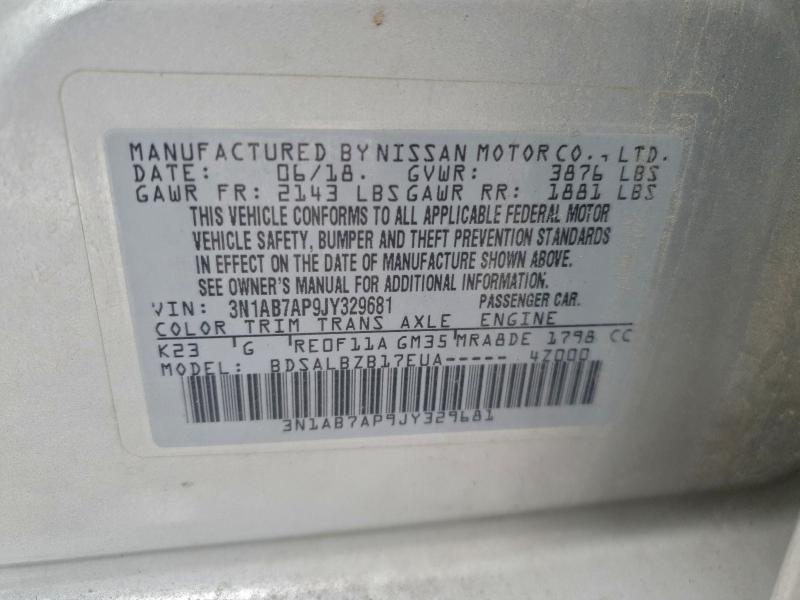 MANUFACTURED BY NISSAN MOTOR CO., LTD.
DATE: 06/18. GVWR: 3876 LBS
GAWR FR: 2143 LBS GAWR RR: 1881 LBS
THIS VEHICLE CONFORMS TO ALL APPLICABLE FEDERAL MOTOR
VEHICLE SAFETY, BUMPER AND THEFT PREVENTION STANDARDS
IN EFFECT ON THE DATE OF MANUFACTURE SHOWN ABOVE.
SEE OWNER'S MANUAL FOR ADDITIONAL INFORMATION.
VIN: 3N1AB7AP9JY329681 PASSENGER CAR.
COLOR TRIM TRANS AXLE ENGINE
K23 G RE0F11A GM35 MRA8DE 1798 CC
MODEL: BDSALBZB17EUA----- 4Z000
3N1AB7AP9JY329681